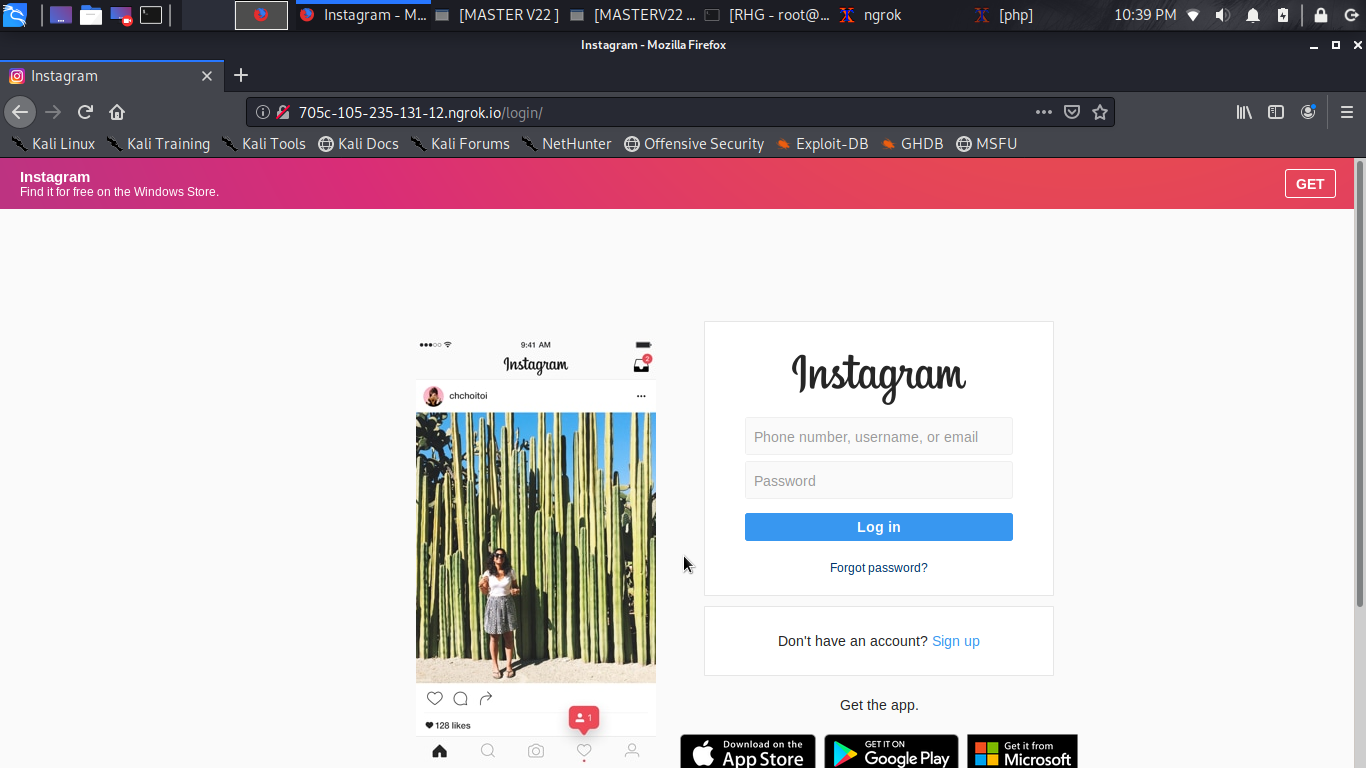 Instagram - M... [MASTER V22 ] [MASTERV22 ... [RHG - root@... ngrok [php] 10:39 PM
Instagram - Mozilla Firefox
Instagram
705c-105-235-131-12.ngrok.io/login/
Kali Linux Kali Training Kali Tools Kali Docs Kali Forums NetHunter Offensive Security Exploit-DB GHDB MSFU
Instagram
Find it for free on the Windows Store.
GET
9:41 AM
Instagram
2
chchoitoi
128 likes
1
Instagram
Phone number, username, or email
Password
Log in
Forgot password?
Don't have an account? Sign up
Get the app.
Download on the
App Store
GET IT ON
Google Play
Get it from
Microsoft